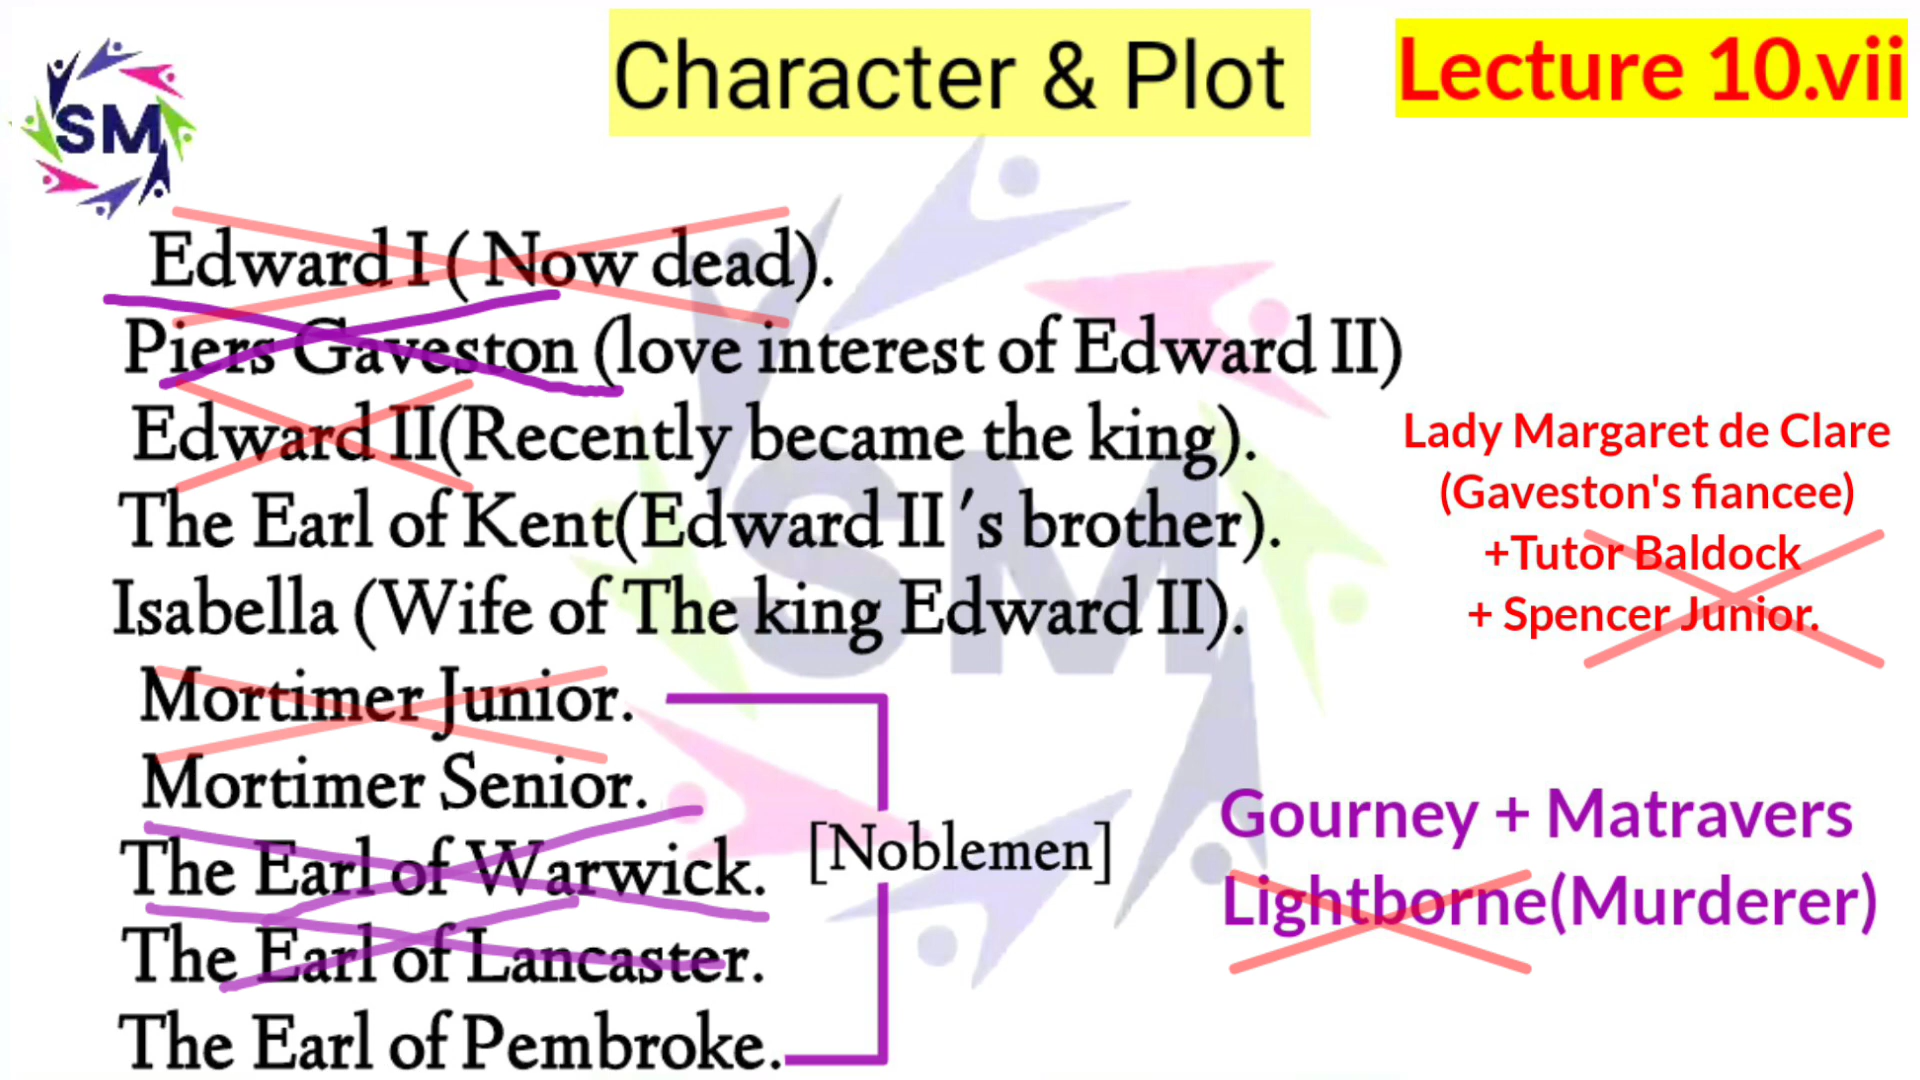 SM
Character & Plot
Lecture 10.vii
Edward I ( Now dead).
Piers Gaveston (love interest of Edward II)
Edward II(Recently became the king).
The Earl of Kent(Edward II 's brother).
Isabella (Wife of The king Edward II).
Mortimer Junior.
Mortimer Senior.
The Earl of Warwick.
The Earl of Lancaster.
The Earl of Pembroke.
[Noblemen]
Lady Margaret de Clare
(Gaveston's fiancee)
+Tutor Baldock
+ Spencer Junior.
Gourney + Matravers
Lightborne(Murderer)
SM